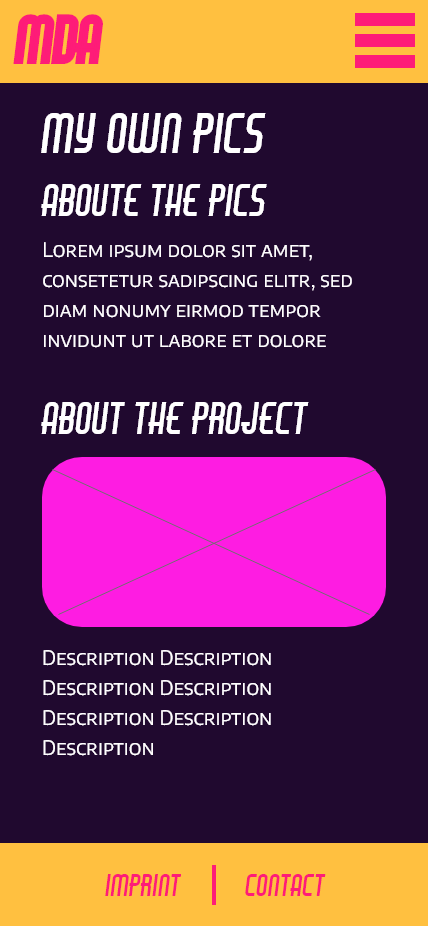 MDA
MY OWN PICS
ABOUTE THE PICS
Lorem ipsum dolor sit amet,
consetetur sadipscing elitr, sed
diam nonumy eirmod tempor
invidunt ut labore et dolore
ABOUT THE PROJECT
Description Description
Description Description
Description Description
Description
IMPRINT
CONTACT